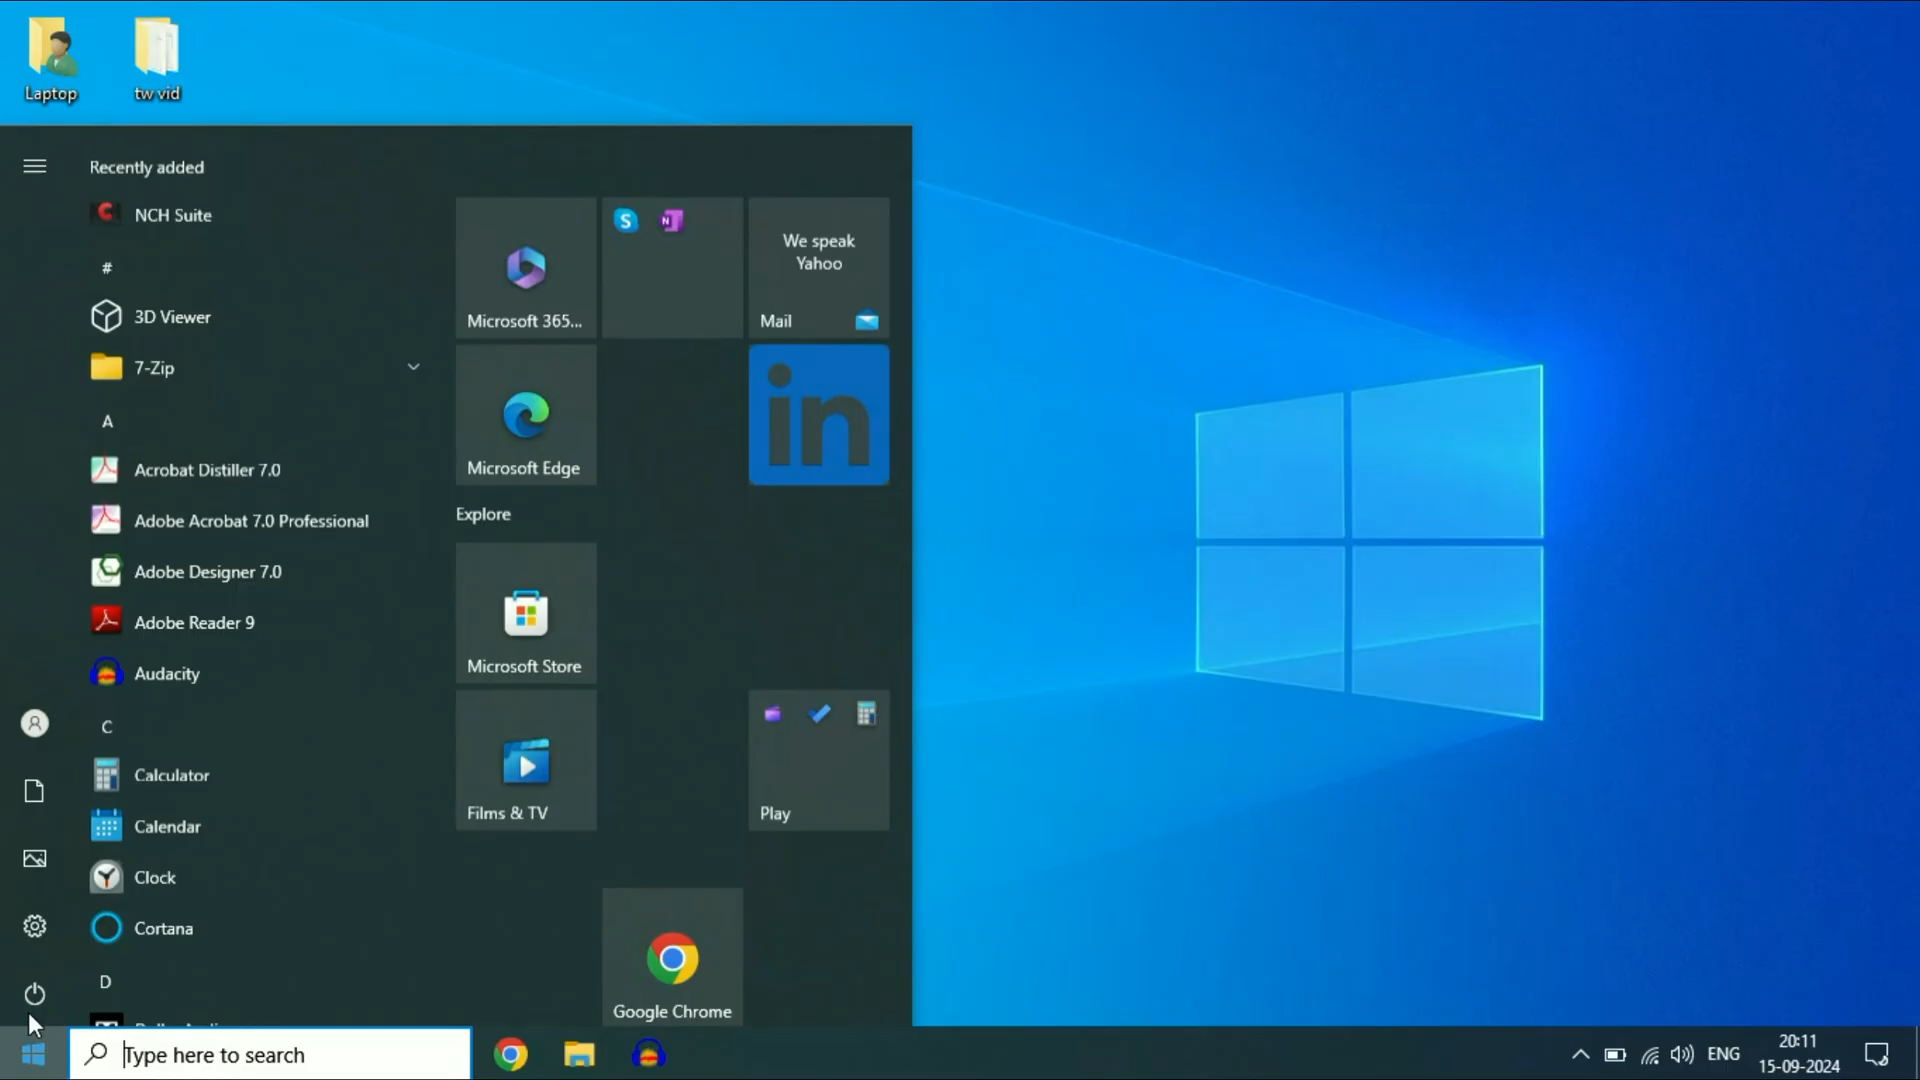 Laptop
tw vid
Recently added
NCH Suite
#
3D Viewer
7-Zip
A
Acrobat Distiller 7.0
Adobe Acrobat 7.0 Professional
Adobe Designer 7.0
Adobe Reader 9
Audacity
C
Calculator
Calendar
Clock
Cortana
D
Microsoft 365...
S
N
We speak
Yahoo
Mail
Microsoft Edge
in
Explore
Microsoft Store
Films & TV
Play
Google Chrome
Type here to search
ENG
20:11
15-09-2024